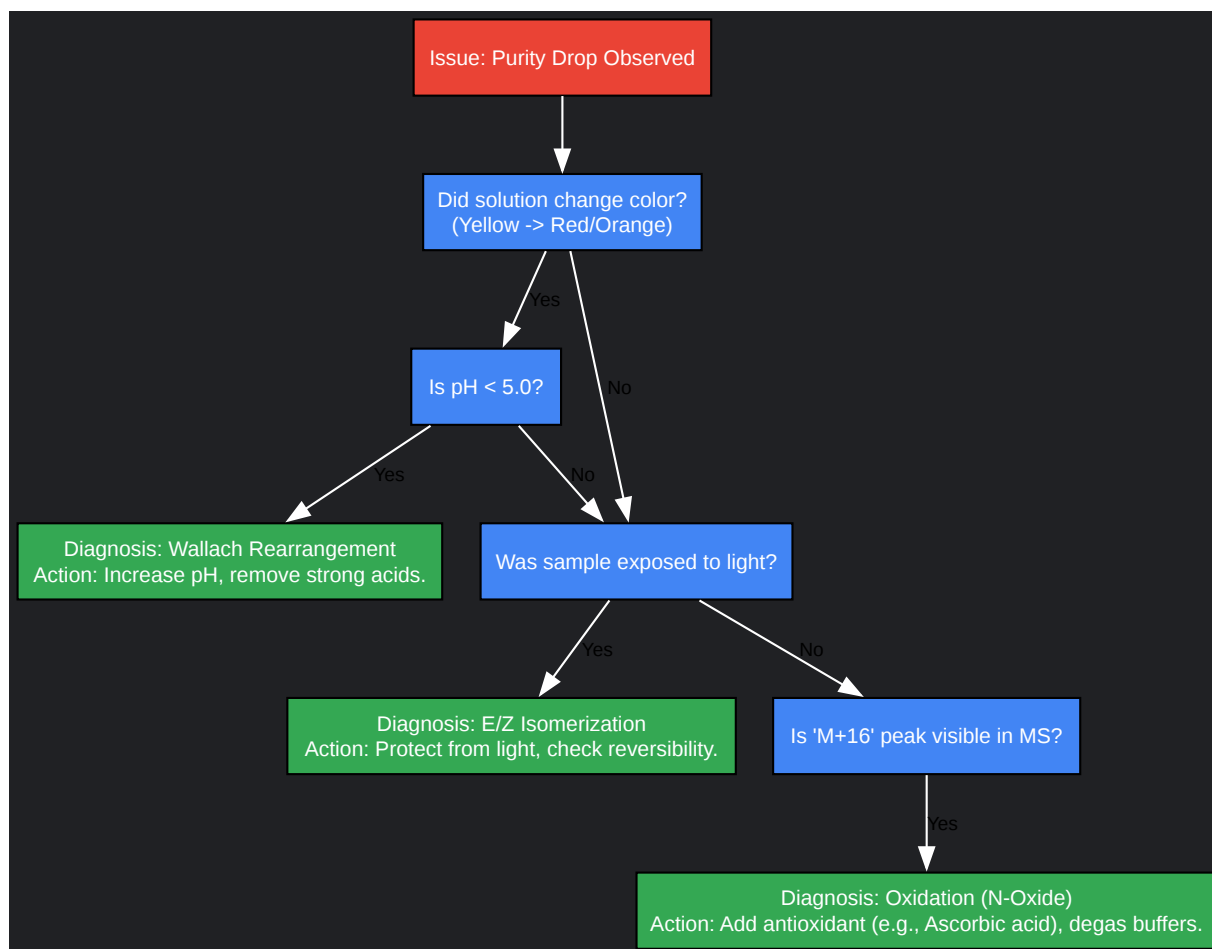 Issue: Purity Drop Observed
Did solution change color?
(Yellow -> Red/Orange)
Yes
Is pH < 5.0?
No
Yes
No
Diagnosis: Wallach Rearrangement
Action: Increase pH, remove strong acids.
Was sample exposed to light?
Yes
No
Diagnosis: E/Z Isomerization
Action: Protect from light, check reversibility.
Is 'M+16' peak visible in MS?
Yes
Diagnosis: Oxidation (N-Oxide)
Action: Add antioxidant (e.g., Ascorbic acid), degas buffers.